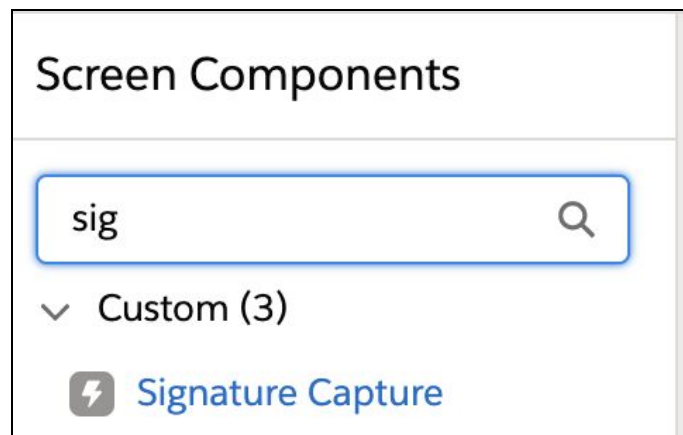 Screen Components
sig
Custom (3)
Signature Capture